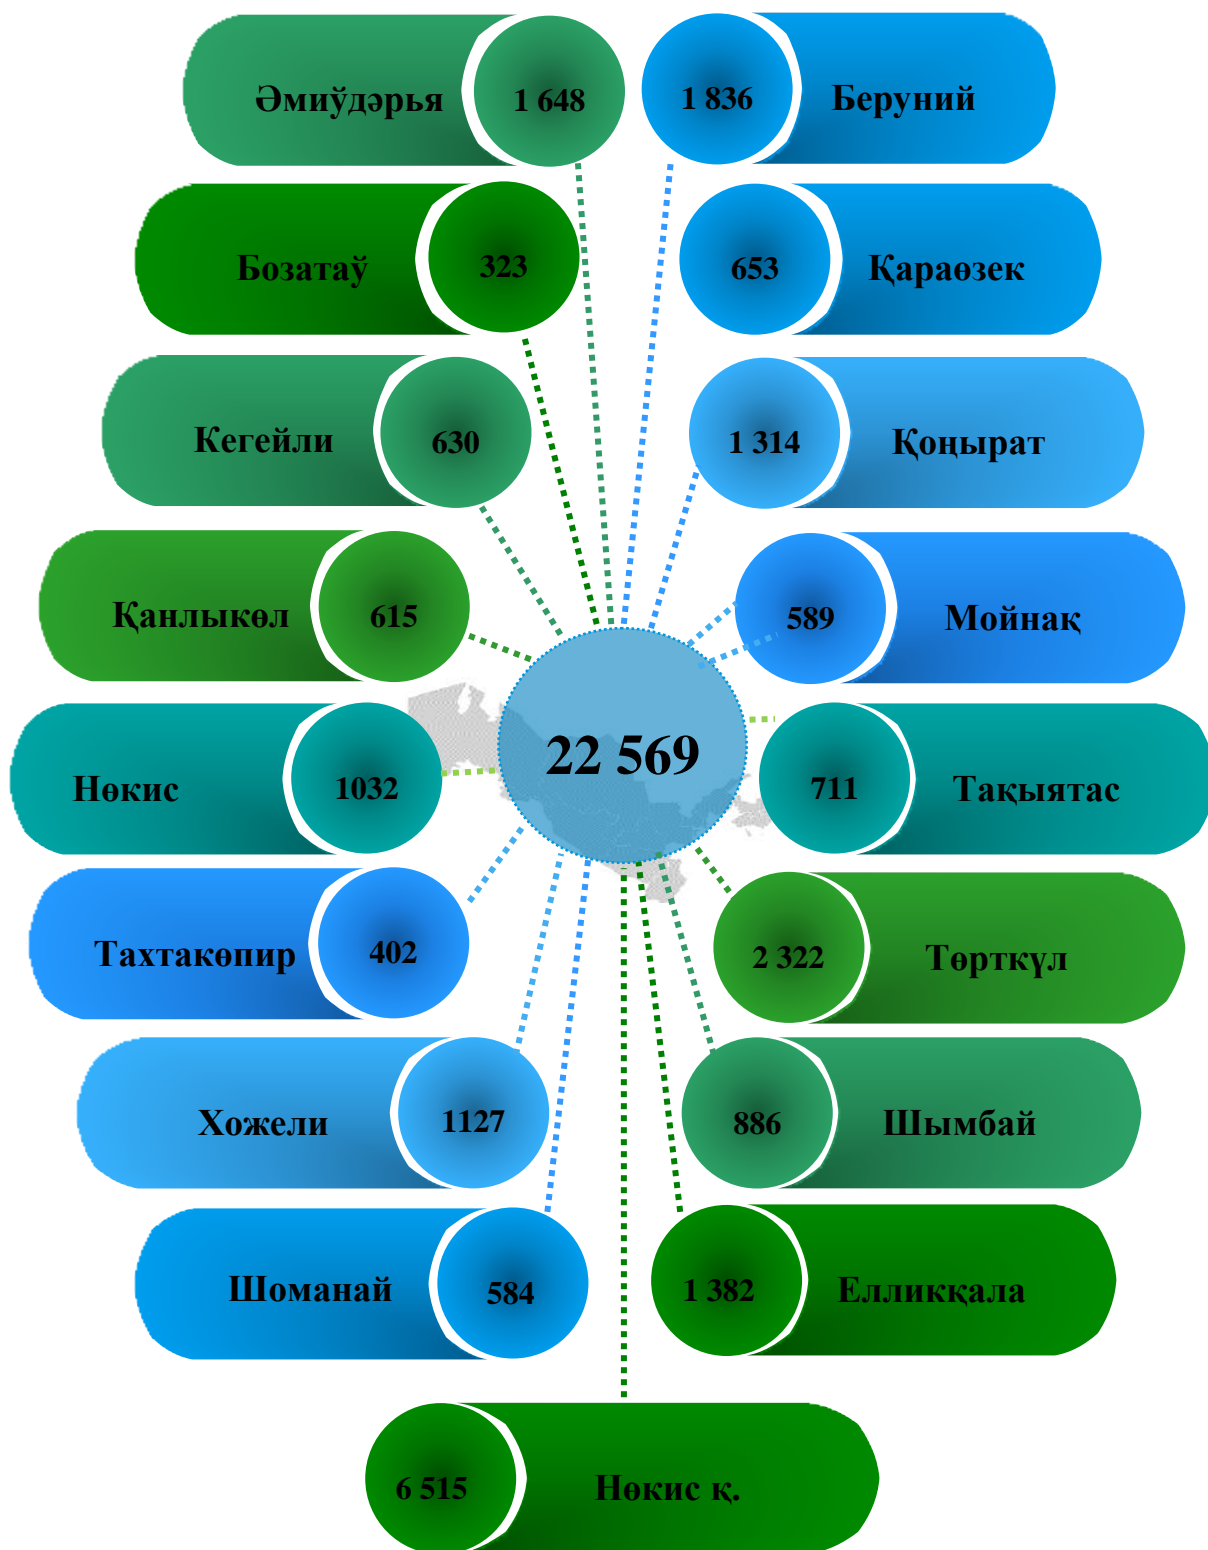 Әмиўдәрья 1 648
1 836 Беруний
Бозатаў 323
653 Қараөзек
Кегейли 630
1 314 Қоңырат
Қанлыкөл 615
589 Мойнақ
22 569
Нөкис 1032
711 Тақыятас
Тахтакөпир 402
2 322 Төрткүл
Хожели 1127
886 Шымбай
Шоманай 584
1 382 Елликқала
6 515 Нөкис қ.